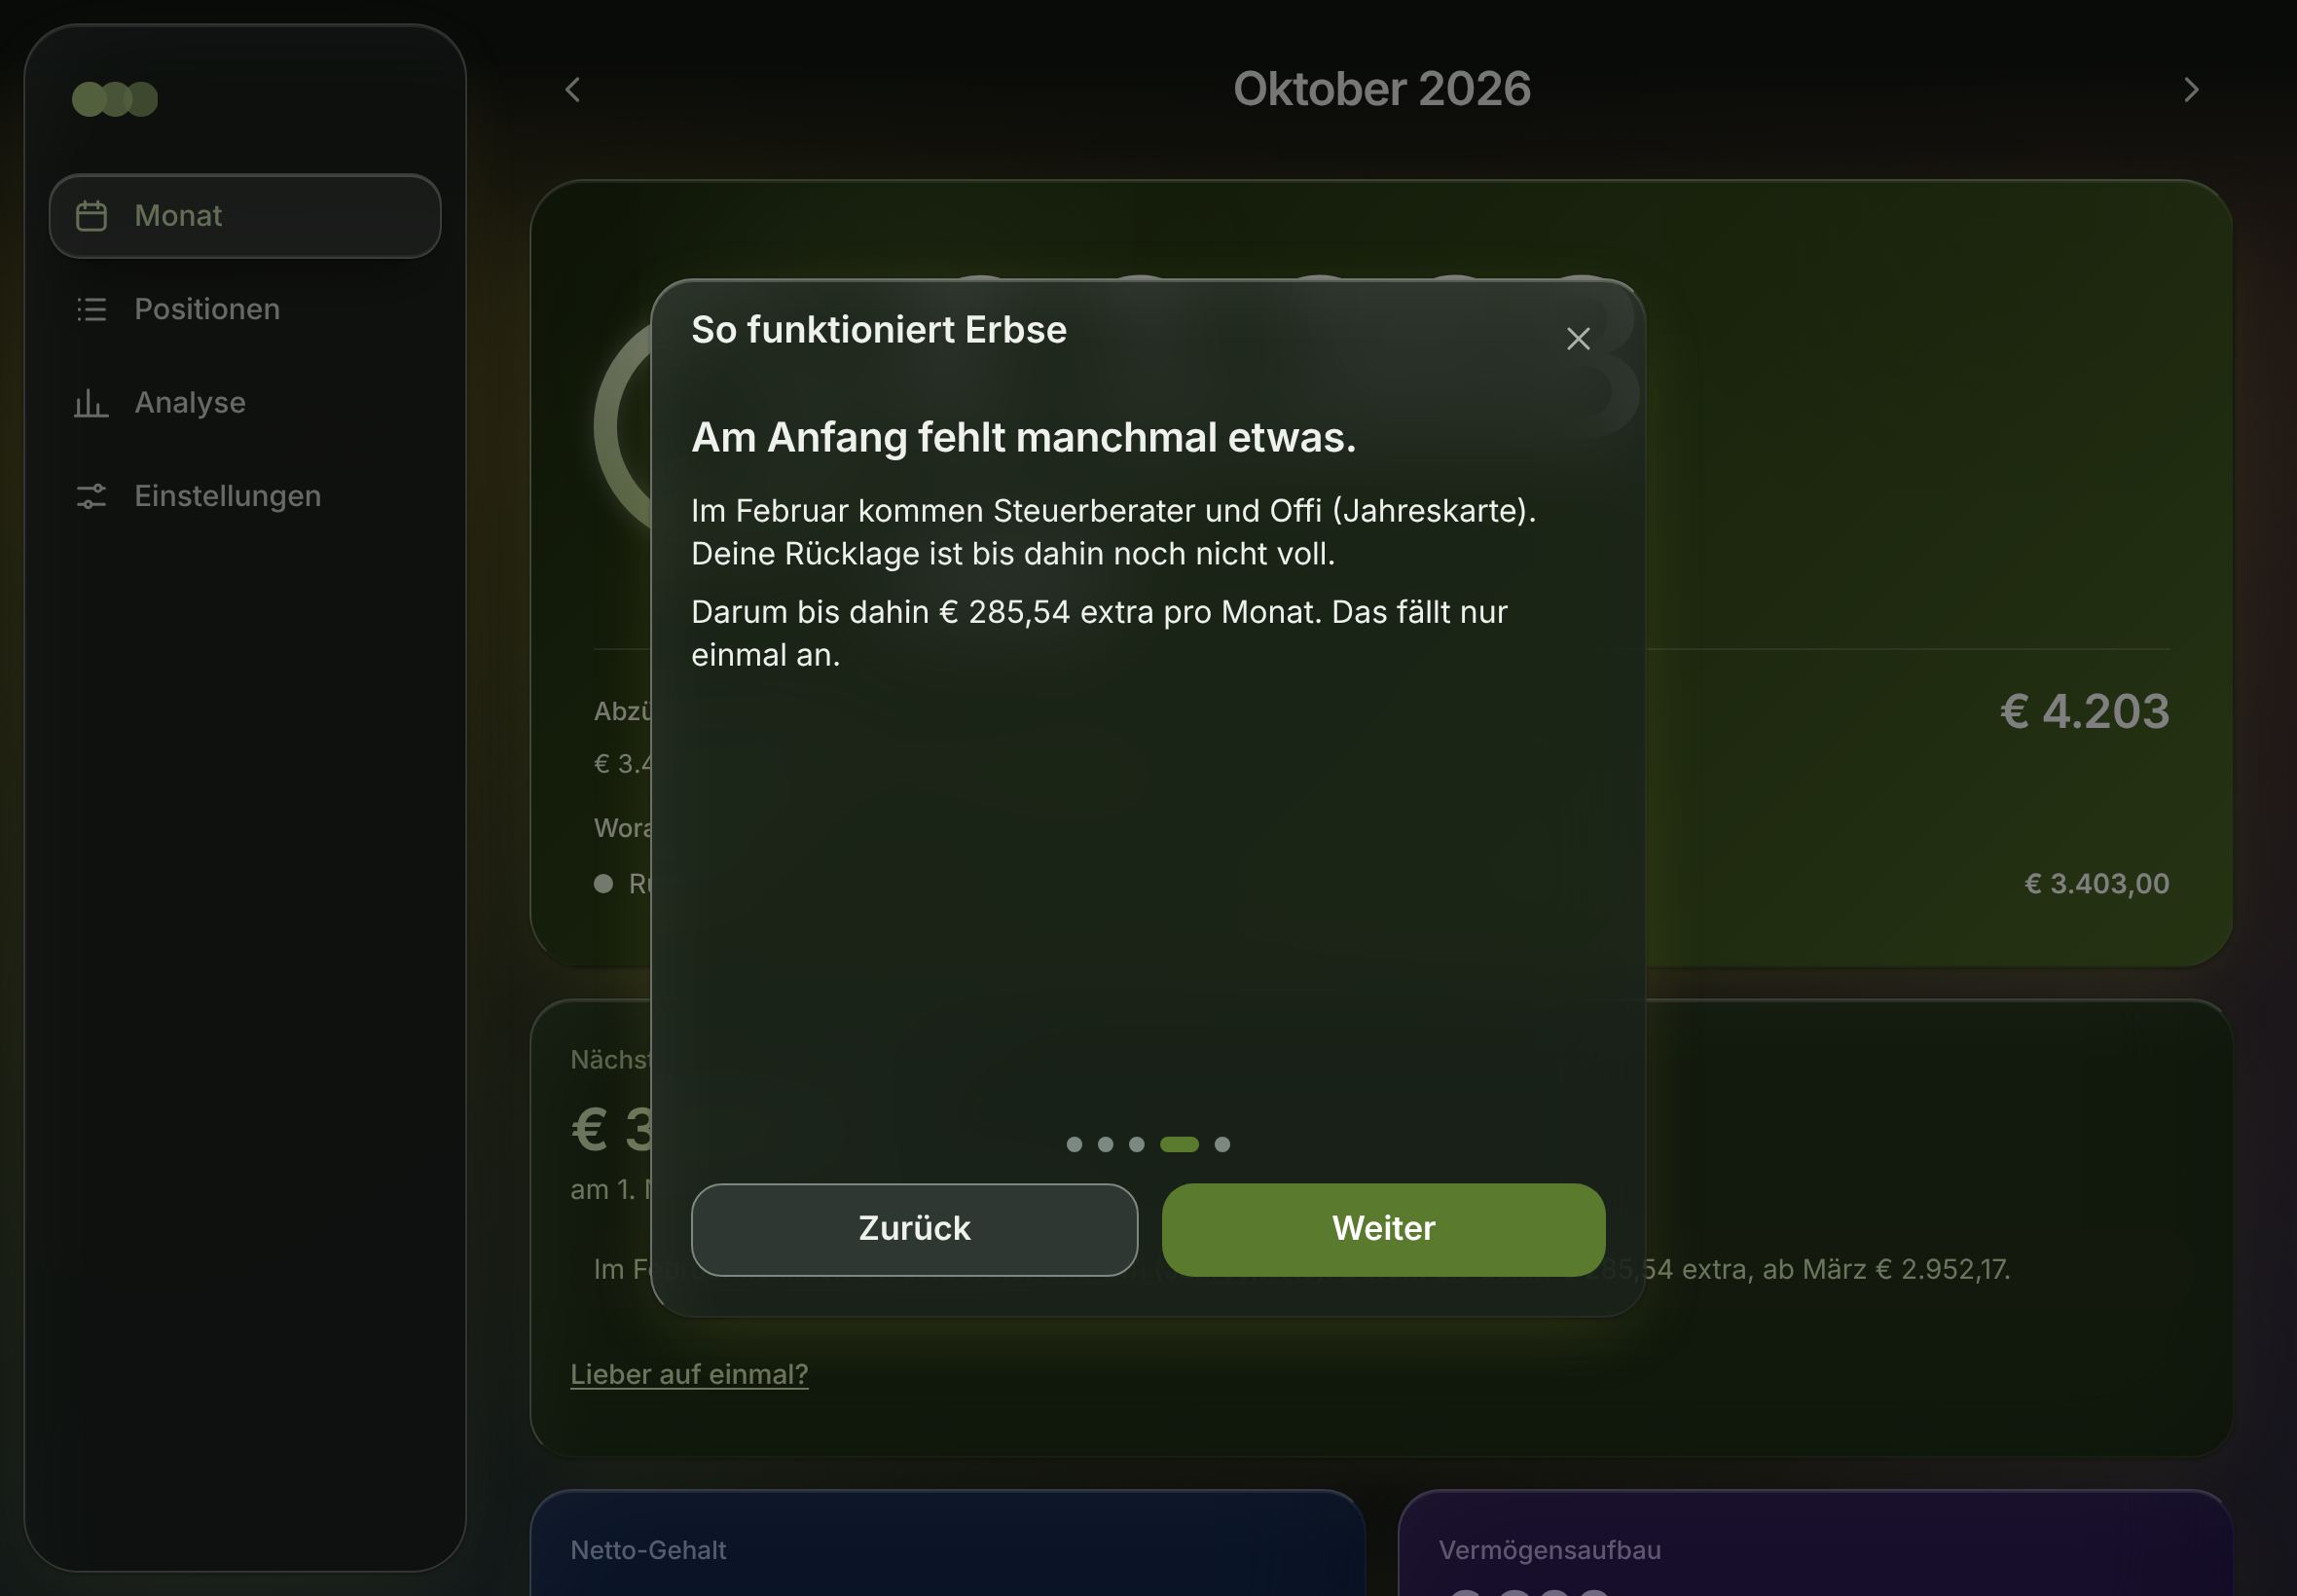 Oktober 2026
Monat
Positionen
Analyse
Einstellungen
So funktioniert Erbse
Am Anfang fehlt manchmal etwas.
Im Februar kommen Steuerberater und Offi (Jahreskarte).
Deine Rücklage ist bis dahin noch nicht voll.
Darum bis dahin € 285,54 extra pro Monat. Das fällt nur
einmal an.
Zurück
Weiter
€ 4.203
€ 3.403,00
am 1.
Im
extra, ab März € 2.952,17.
Lieber auf einmal?
Netto-Gehalt
Vermögensaufbau